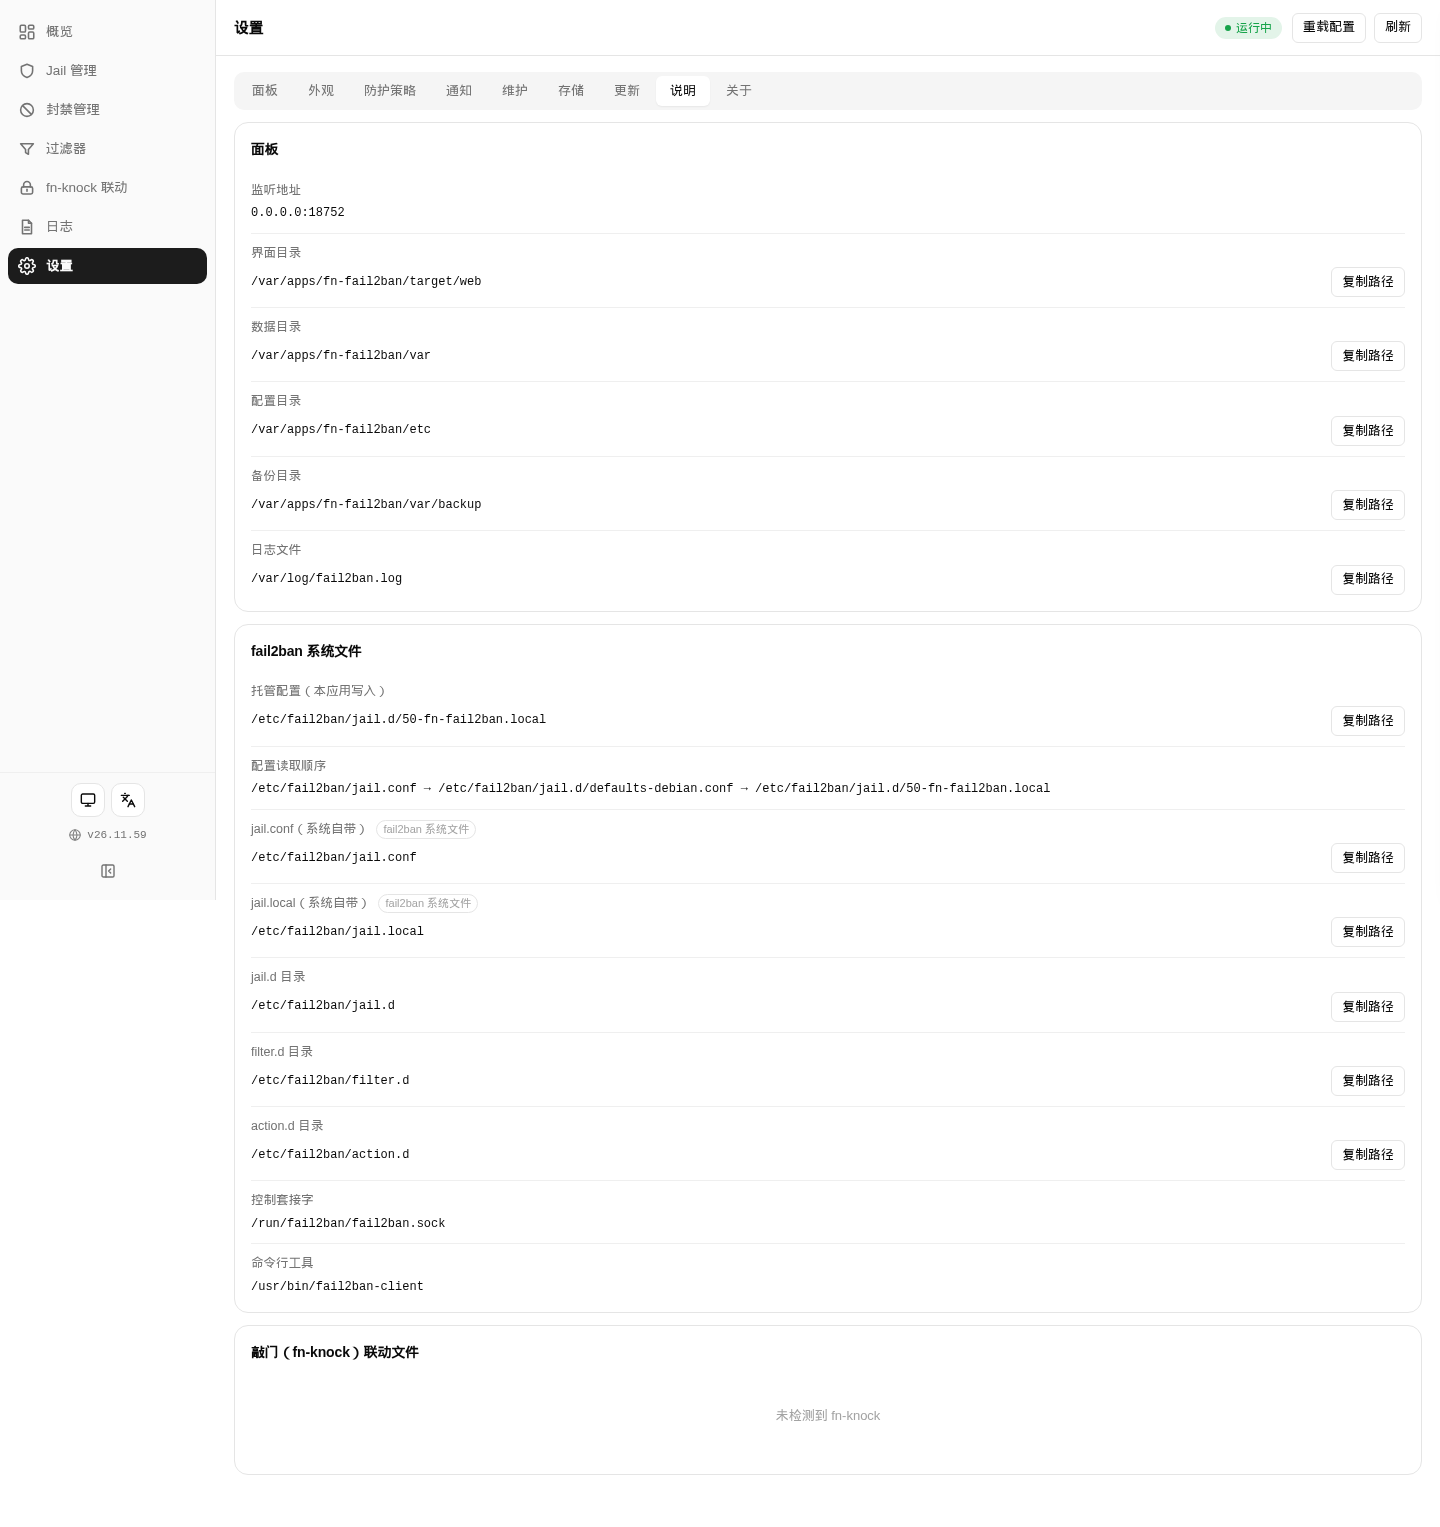 概览
Jail 管理
封禁管理
过滤器
fn-knock 联动
日志
设置
v26.11.59
设置
运行中
重载配置
刷新
面板 外观 防护策略 通知 维护 存储 更新 说明 关于
面板
监听地址
0.0.0.0:18752
界面目录
/var/apps/fn-fail2ban/target/web
复制路径
数据目录
/var/apps/fn-fail2ban/var
复制路径
配置目录
/var/apps/fn-fail2ban/etc
复制路径
备份目录
/var/apps/fn-fail2ban/var/backup
复制路径
日志文件
/var/log/fail2ban.log
复制路径
fail2ban 系统文件
托管配置（本应用写入）
/etc/fail2ban/jail.d/50-fn-fail2ban.local
复制路径
配置读取顺序
/etc/fail2ban/jail.conf → /etc/fail2ban/jail.d/defaults-debian.conf → /etc/fail2ban/jail.d/50-fn-fail2ban.local
jail.conf（系统自带） fail2ban 系统文件
/etc/fail2ban/jail.conf
复制路径
jail.local（系统自带） fail2ban 系统文件
/etc/fail2ban/jail.local
复制路径
jail.d 目录
/etc/fail2ban/jail.d
复制路径
filter.d 目录
/etc/fail2ban/filter.d
复制路径
action.d 目录
/etc/fail2ban/action.d
复制路径
控制套接字
/run/fail2ban/fail2ban.sock
命令行工具
/usr/bin/fail2ban-client
敲门（fn-knock）联动文件
未检测到 fn-knock